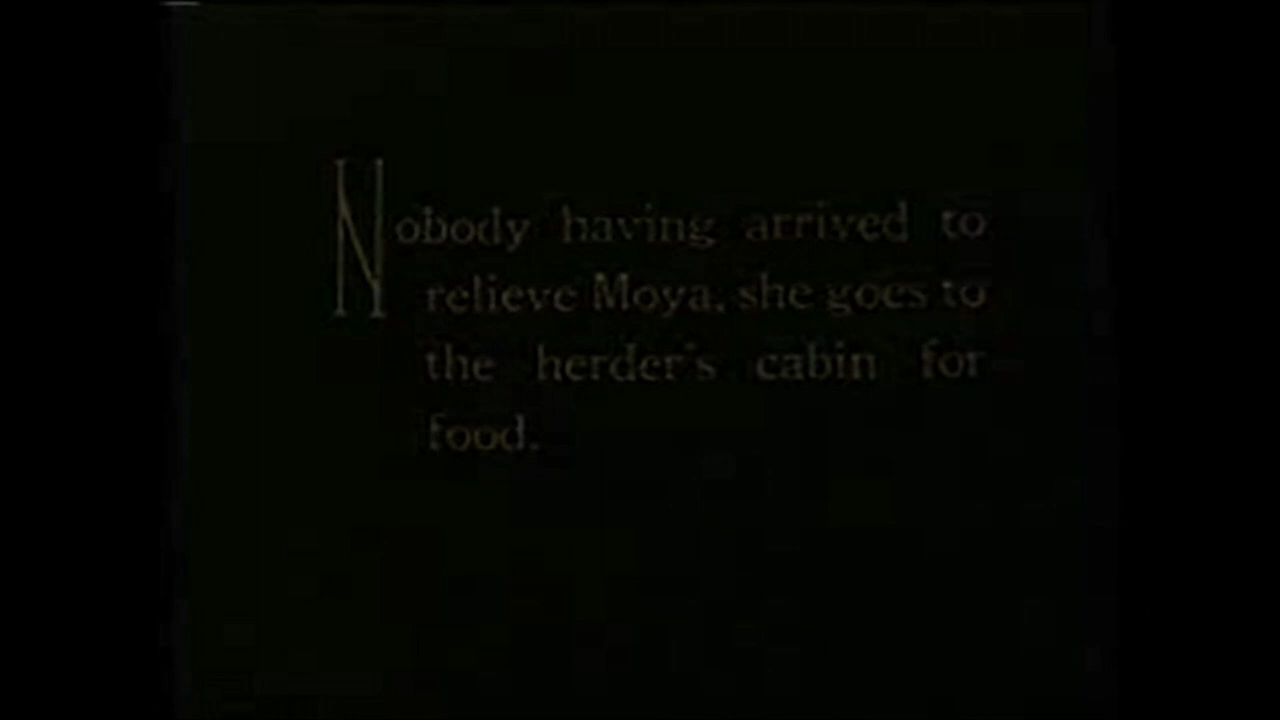 Nobody having arrived to
relieve Moya, she goes to
the herder's cabin for
food.